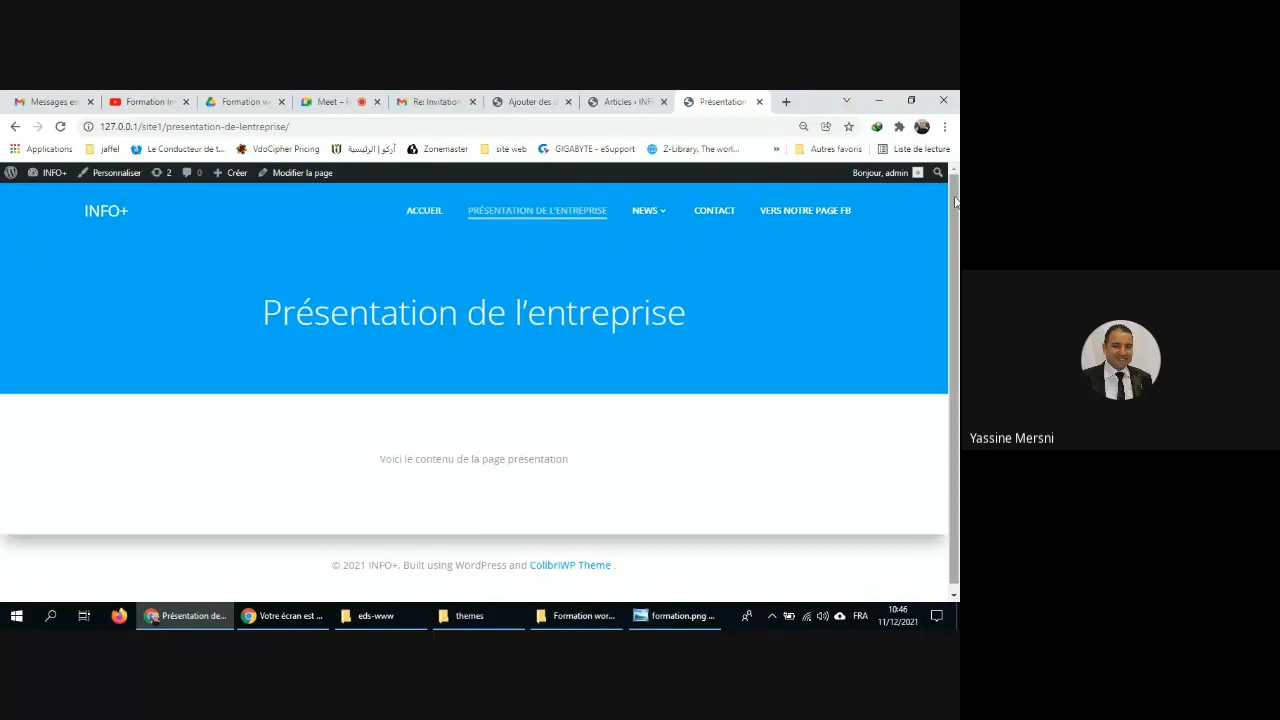 Messages en
Formation In
Formation w
Meet – F
Re: Invitation
Ajouter des d
Articles ‹ INF
Présentation
127.0.0.1/site1/presentation-de-lentreprise/
Applications
jaffel
Le Conducteur de t...
VdoCipher Pricing
أركو | الرئيسية
Zonemaster
site web
GIGABYTE - eSupport
Z-Library. The worl...
»
Autres favoris
Liste de lecture
INFO+
Personnaliser
2
0
Créer
Modifier la page
Bonjour, admin
INFO+
ACCUEIL
PRÉSENTATION DE L'ENTREPRISE
NEWS
CONTACT
VERS NOTRE PAGE FB
Présentation de l’entreprise
Voici le contenu de la page presentation
© 2021 INFO+. Built using WordPress and ColibriWP Theme .
Yassine Mersni
Présentation de...
Votre écran est ...
eds-www
themes
Formation wor...
formation.png ...
FRA
10:46
11/12/2021